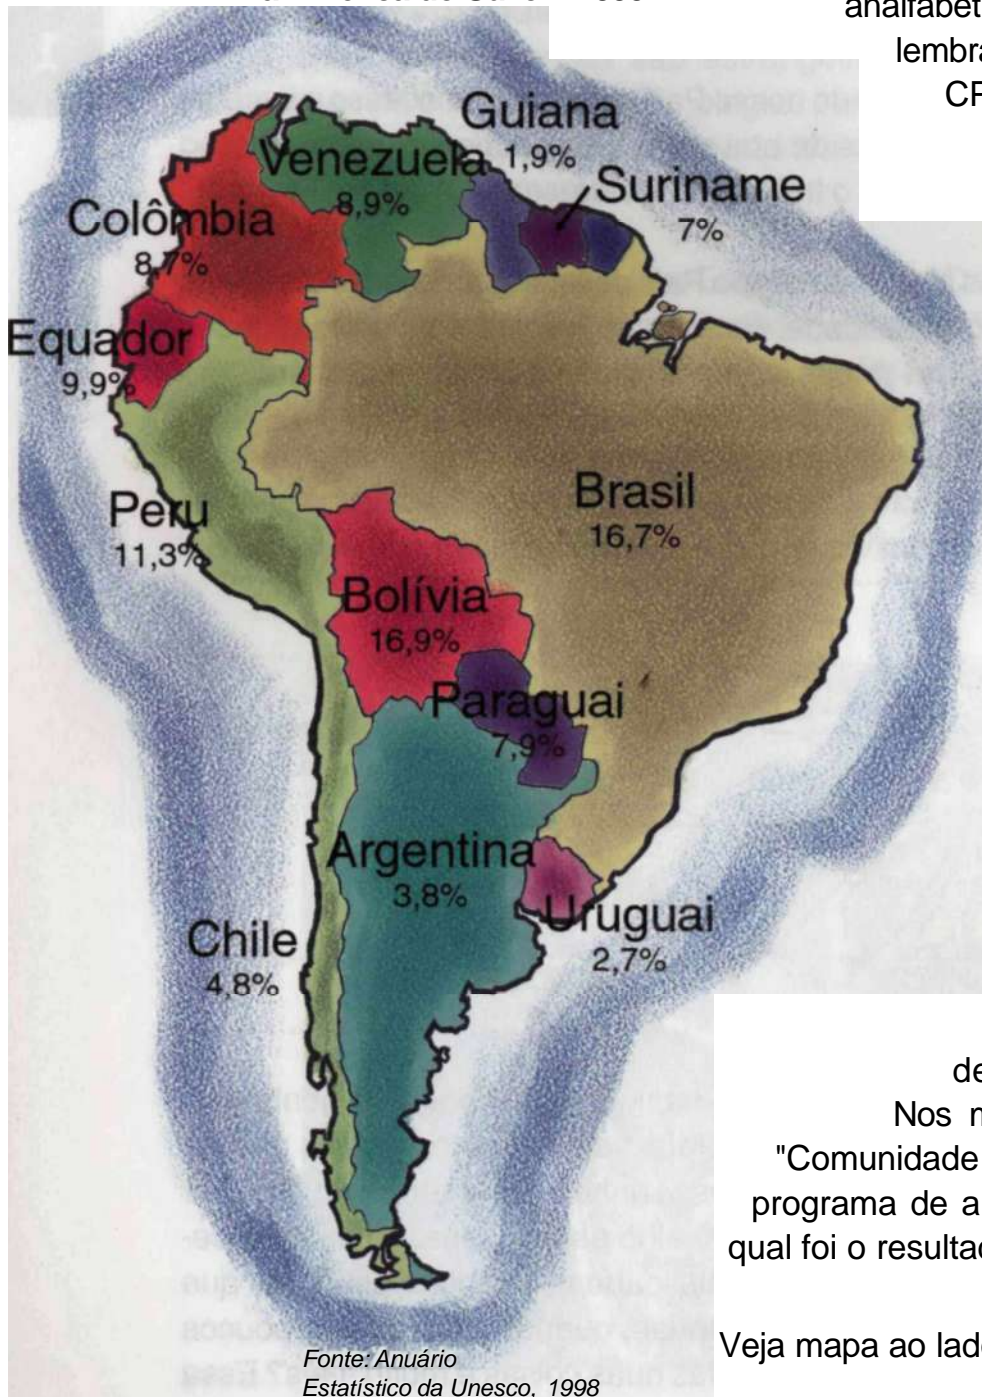 analfabet
lembra
CP
Guiana
1,9%
Venezuela
8,9%
Suriname
7%
Colômbia
8,7%
Equador
9,9%
Brasil
16,7%
Peru
11,3%
Bolívia
16,9%
Paraguai
7,9%
Argentina
3,8%
Uruguai
2,7%
Chile
4,8%
de
Nos m
"Comunidade
programa de a
qual foi o resultad
Veja mapa ao lado
Fonte: Anuário
Estatístico da Unesco, 1998